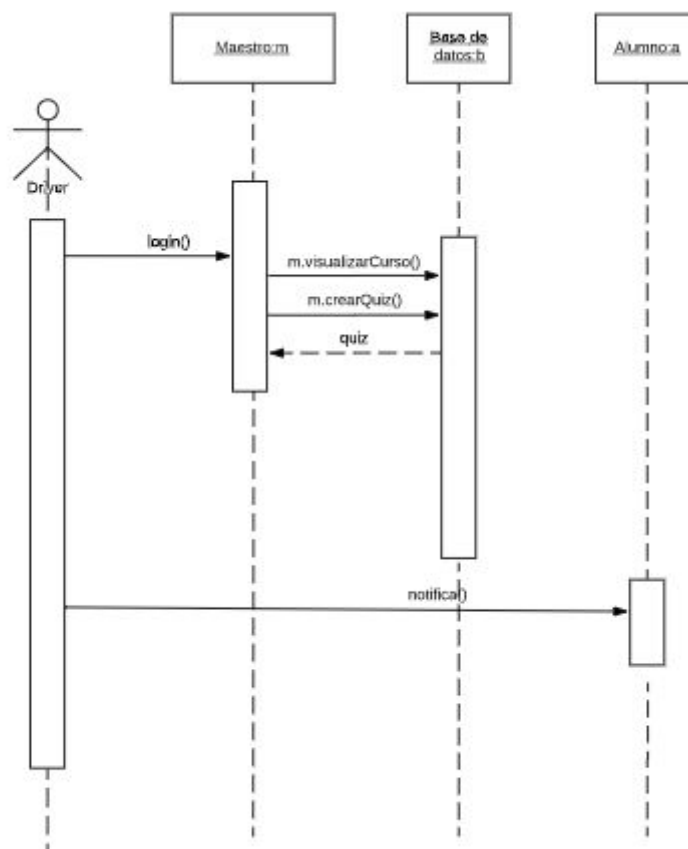 Maestro:m
Base de
datos:b
Alumno:a
Driver
login()
m.visualizarCurso()
m.crearQuiz()
quiz
notifica()